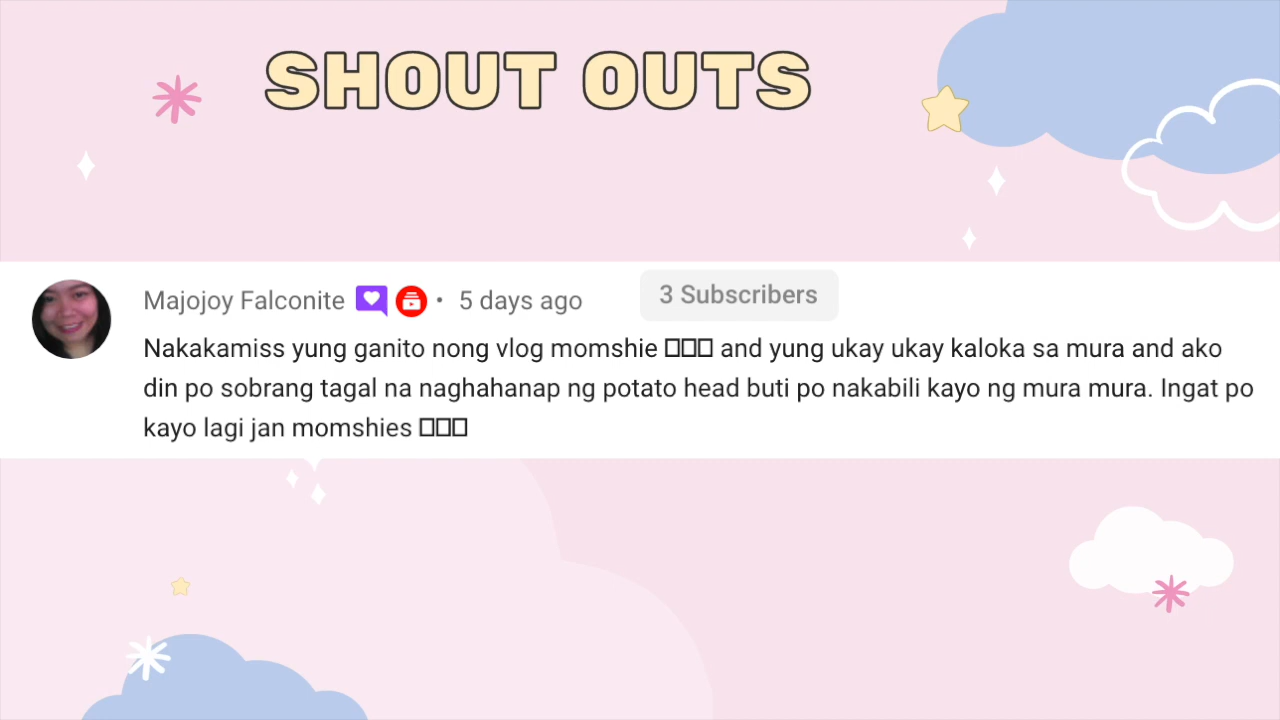 SHOUT OUTS
Majojoy Falconite • 5 days ago 3 Subscribers
Nakakamiss yung ganito nong vlog momshie □□□ and yung ukay ukay kaloka sa mura and ako
din po sobrang tagal na naghahanap ng potato head buti po nakabili kayo ng mura mura. Ingat po
kayo lagi jan momshies □□□